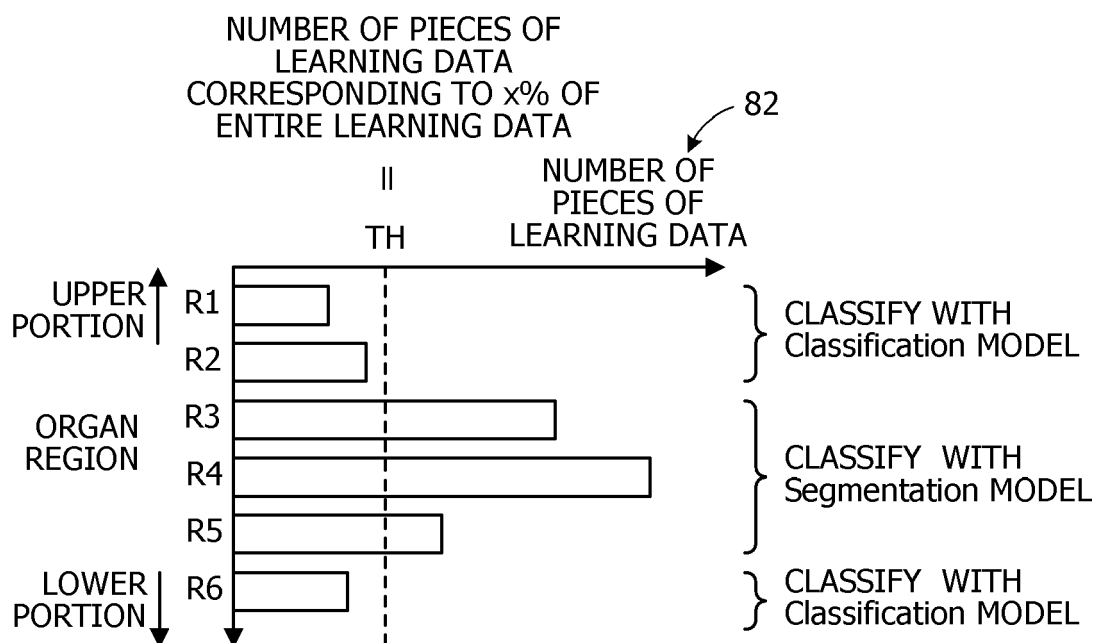 NUMBER OF PIECES OF
LEARNING DATA
CORRESPONDING TO x% OF
ENTIRE LEARNING DATA
=
TH
82
NUMBER OF
PIECES OF
LEARNING DATA
UPPER
PORTION
R1
R2
CLASSIFY WITH
Classification MODEL
ORGAN
REGION
R3
R4
R5
CLASSIFY WITH
Segmentation MODEL
LOWER
PORTION
R6
CLASSIFY WITH
Classification MODEL